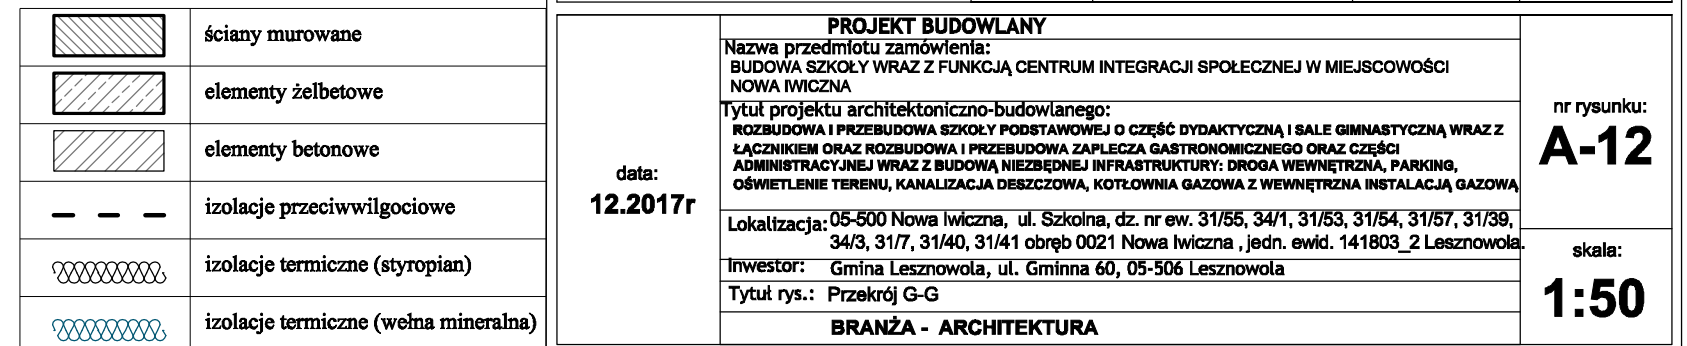 ściany murowane
elementy żelbetowe
elementy betonowe
izolacje przeciwwilgociowe
izolacje termiczne (styropian)
izolacje termiczne (wełna mineralna)
data:
12.2017r
PROJEKT BUDOWLANY
Nazwa przedmiotu zamówienia:
BUDOWA SZKOŁY WRAZ Z FUNKCJĄ CENTRUM INTEGRACJI SPOŁECZNEJ W MIEJSCOWOŚCI
NOWA IWICZNA
Tytuł projektu architektoniczno-budowlanego:
ROZBUDOWA I PRZEBUDOWA SZKOŁY PODSTAWOWEJ O CZĘŚĆ DYDAKTYCZNĄ I SALE GIMNASTYCZNĄ WRAZ Z
ŁĄCZNIKIEM ORAZ ROZBUDOWA I PRZEBUDOWA ZAPLECZA GASTRONOMICZNEGO ORAZ CZĘŚCI
ADMINISTRACYJNEJ WRAZ Z BUDOWĄ NIEZBĘDNEJ INFRASTRUKTURY: DROGA WEWNĘTRZNA, PARKING,
OŚWIETLENIE TERENU, KANALIZACJA DESZCZOWA, KOTŁOWNIA GAZOWA Z WEWNĘTRZNA INSTALACJĄ GAZOWĄ
Lokalizacja: 05-500 Nowa Iwiczna, ul. Szkolna, dz. nr ew. 31/55, 34/1, 31/53, 31/54, 31/57, 31/39,
34/3, 31/7, 31/40, 31/41 obręb 0021 Nowa Iwiczna , jedn. ewid. 141803_2 Lesznowola.
Inwestor: Gmina Lesznowola, ul. Gminna 60, 05-506 Lesznowola
Tytuł rys.: Przekrój G-G
BRANŻA - ARCHITEKTURA
nr rysunku:
A-12
skala:
1:50